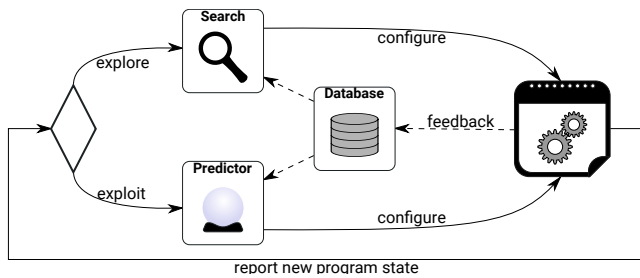 Search
configure
explore
Database
feedback
Predictor
exploit
configure
report new program state